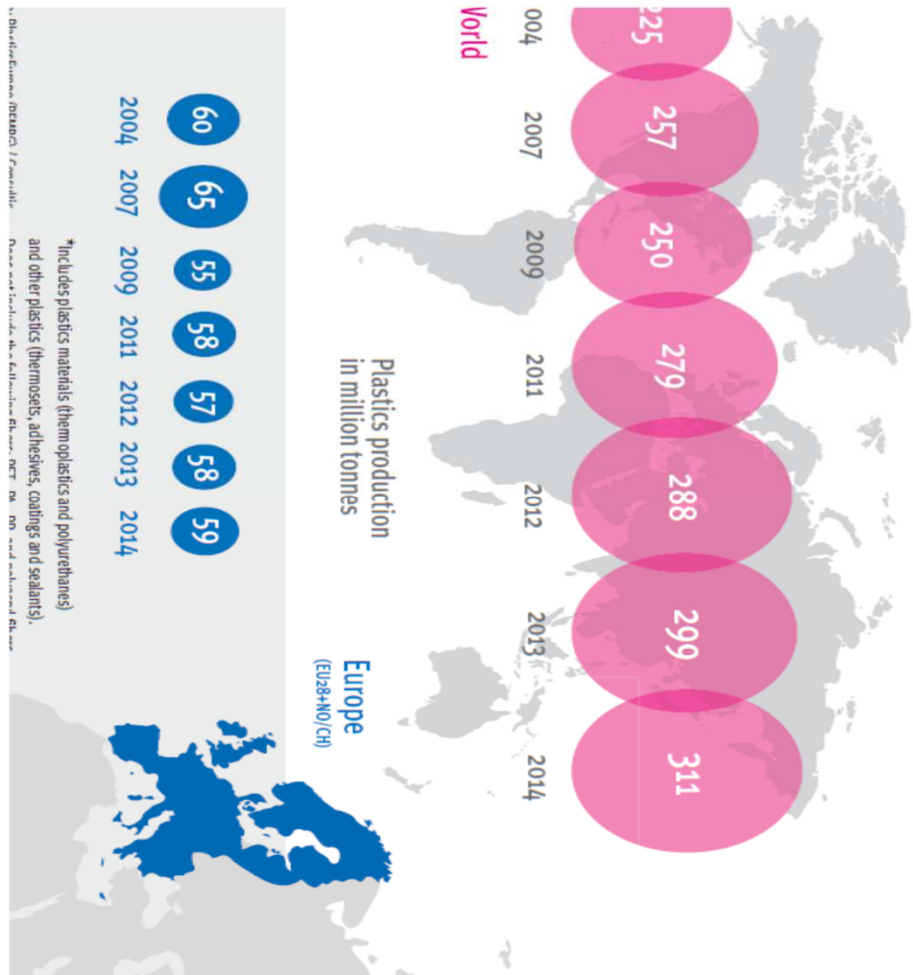 World
225 257 250 279 288 299 311
004 2007 2009 2011 2012 2013 2014
Plastics production
in million tonnes
Europe
(EU28+NO/CH)
60 65 55 58 57 58 59
2004 2007 2009 2011 2012 2013 2014
*Includes plastics materials (thermoplastics and polyurethanes)
and other plastics (thermosets, adhesives, coatings and sealants).